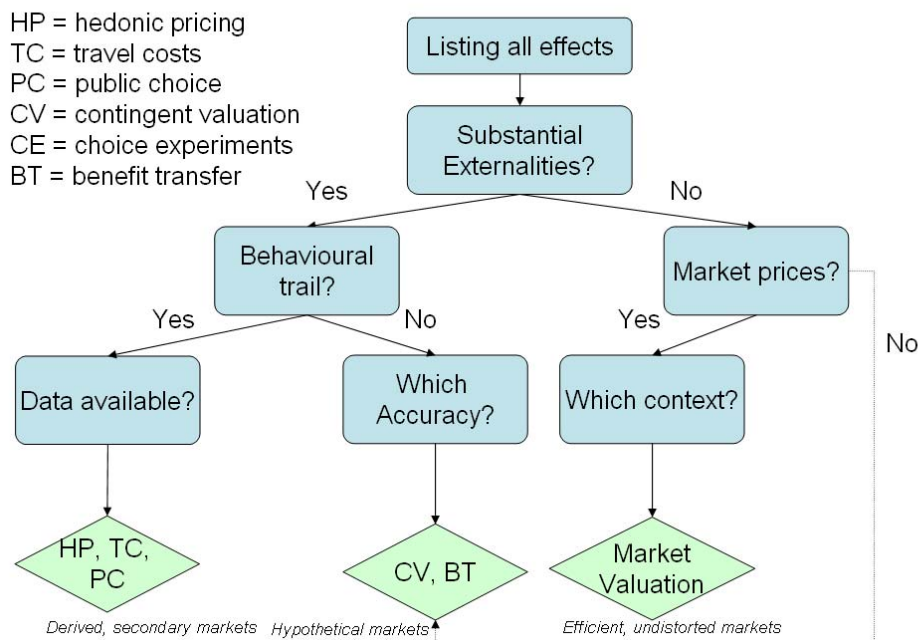 HP = hedonic pricing
TC = travel costs
PC = public choice
CV = contingent valuation
CE = choice experiments
BT = benefit transfer
Listing all effects
Substantial
Externalities?
Yes
No
Behavioural
trail?
Market prices?
Yes
No
Yes
No
Data available?
Which
Accuracy?
Which context?
HP, TC,
PC
CV, BT
Market
Valuation
Derived, secondary markets
Hypothetical markets
Efficient, undistorted markets